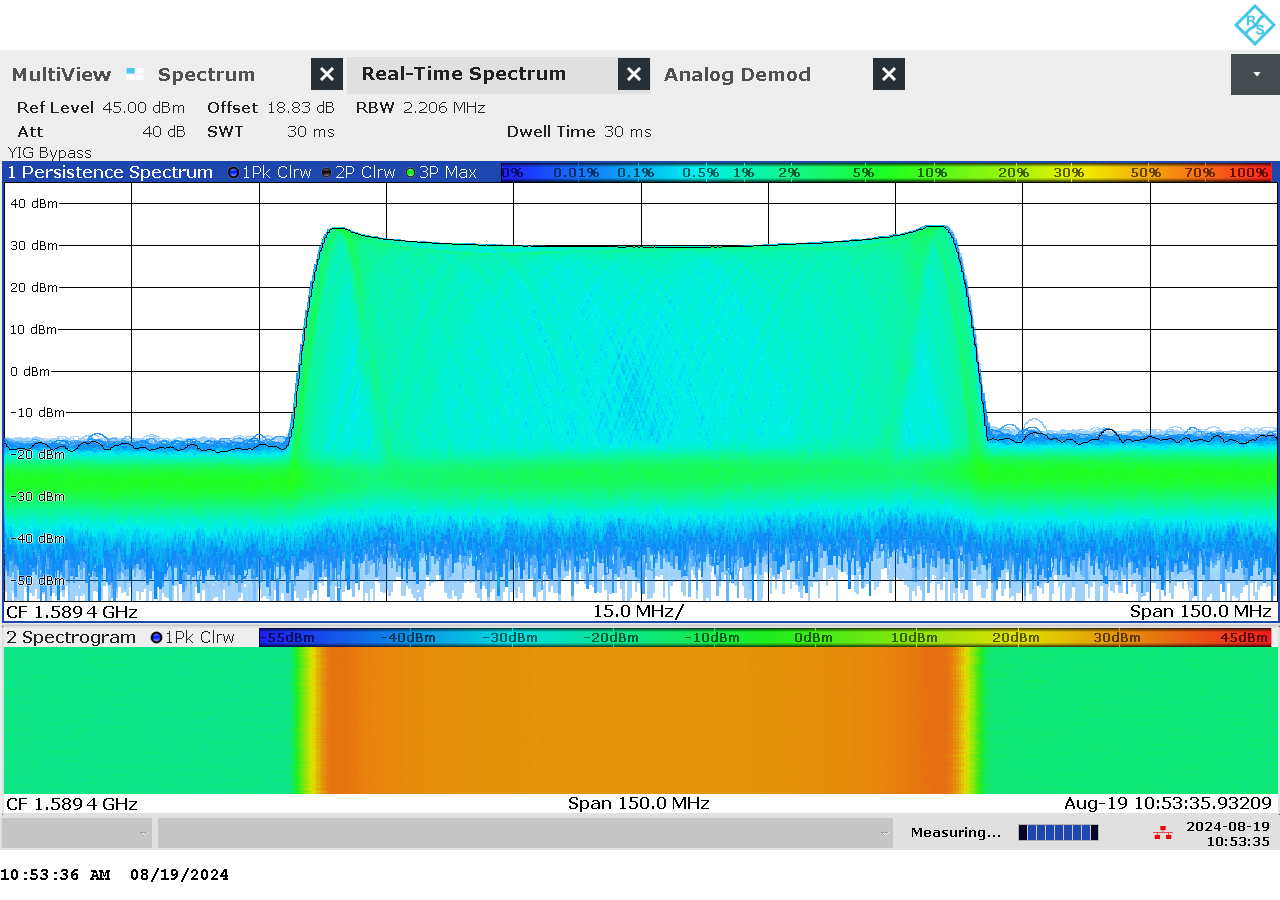 R S
MultiView Spectrum Real-Time Spectrum Analog Demod
Ref Level 45.00 dBm Offset 18.83 dB RBW 2.206 MHz
Att 40 dB SWT 30 ms Dwell Time 30 ms
YIG Bypass
1 Persistence Spectrum 1Pk Clrw 2P Clrw 3P Max 0% 0.01% 0.1% 0.5% 1% 2% 5% 10% 20% 30% 50% 70% 100%
40 dBm
30 dBm
20 dBm
10 dBm
0 dBm
-10 dBm
-20 dBm
-30 dBm
-40 dBm
-50 dBm
CF 1.5894 GHz 15.0 MHz/ Span 150.0 MHz
2 Spectrogram 1Pk Clrw -55dBm -40dBm -30dBm -20dBm -10dBm 0dBm 10dBm 20dBm 30dBm 45dBm
CF 1.5894 GHz Span 150.0 MHz Aug-19 10:53:35.93209
Measuring... 2024-08-19
10:53:35
10:53:36 AM 08/19/2024